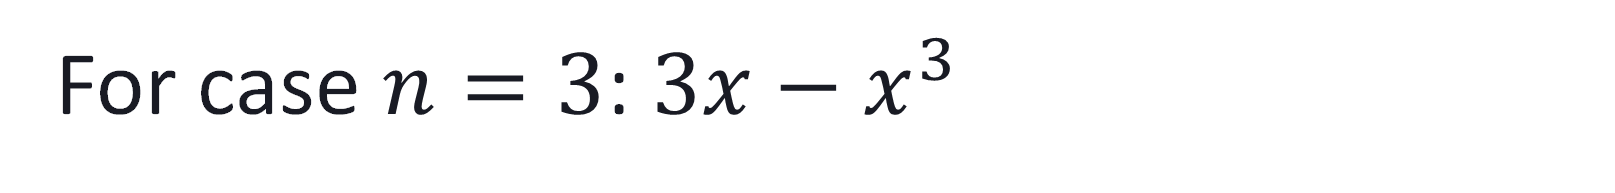 For case n = 3: 3x − x³